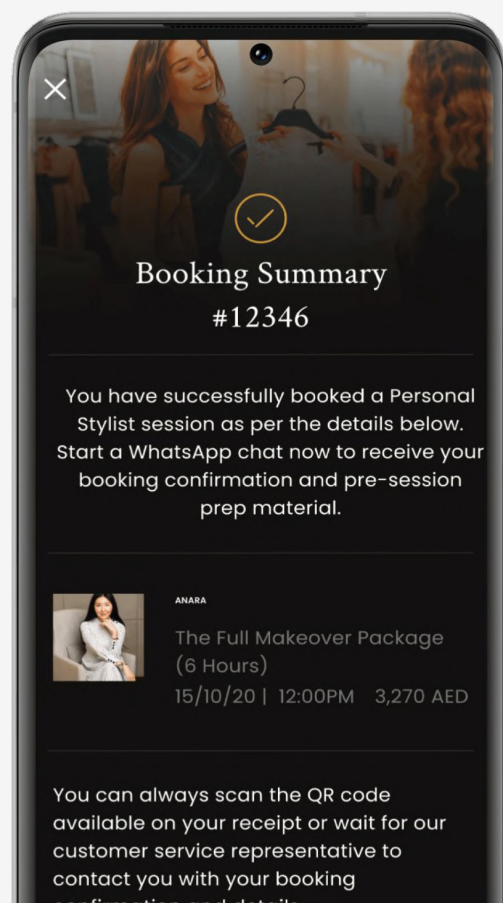 Booking Summary
#12346
You have successfully booked a Personal
Stylist session as per the details below.
Start a WhatsApp chat now to receive your
booking confirmation and pre-session
prep material.
ANARA
The Full Makeover Package
(6 Hours)
15/10/20 | 12:00PM 3,270 AED
You can always scan the QR code
available on your receipt or wait for our
customer service representative to
contact you with your booking